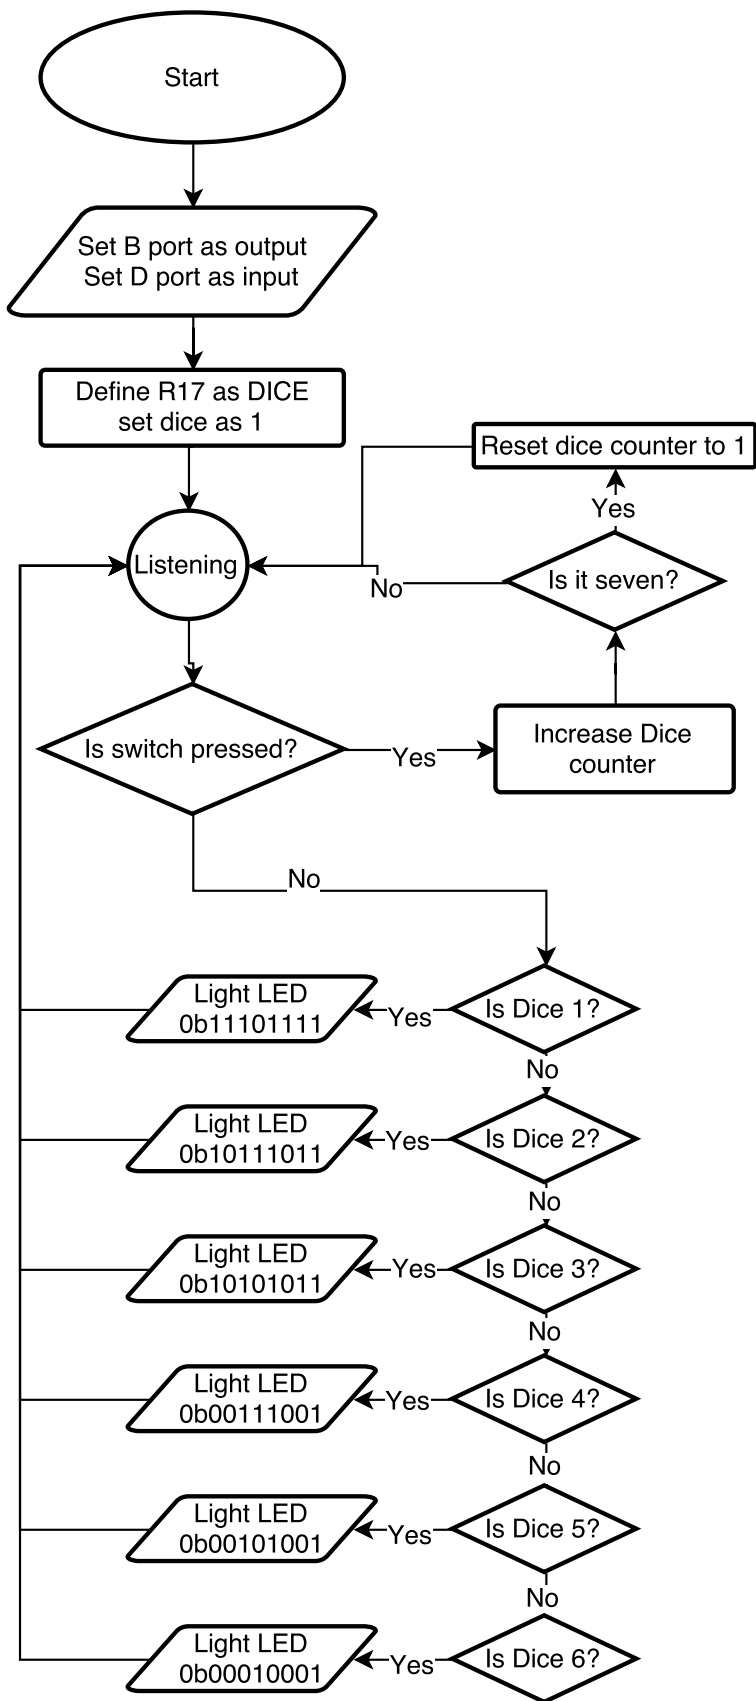 Start
Set B port as output
Set D port as input
Define R17 as DICE
set dice as 1
Reset dice counter to 1
Yes
Listening
No
Is it seven?
Is switch pressed?
Yes
Increase Dice
counter
No
Light LED
0b11101111
Yes
Is Dice 1?
No
Light LED
0b10111011
Yes
Is Dice 2?
No
Light LED
0b10101011
Yes
Is Dice 3?
No
Light LED
0b00111001
Yes
Is Dice 4?
No
Light LED
0b00101001
Yes
Is Dice 5?
No
Light LED
0b00010001
Yes
Is Dice 6?